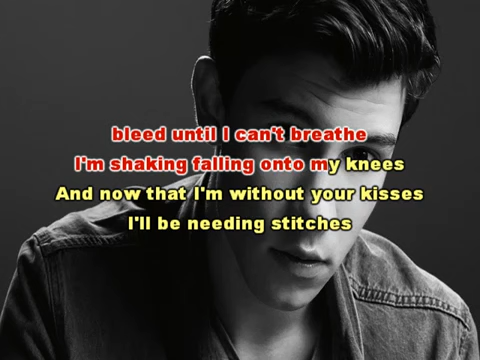 bleed until I can't breathe
I'm shaking falling onto my knees
And now that I'm without your kisses
I'll be needing stitches